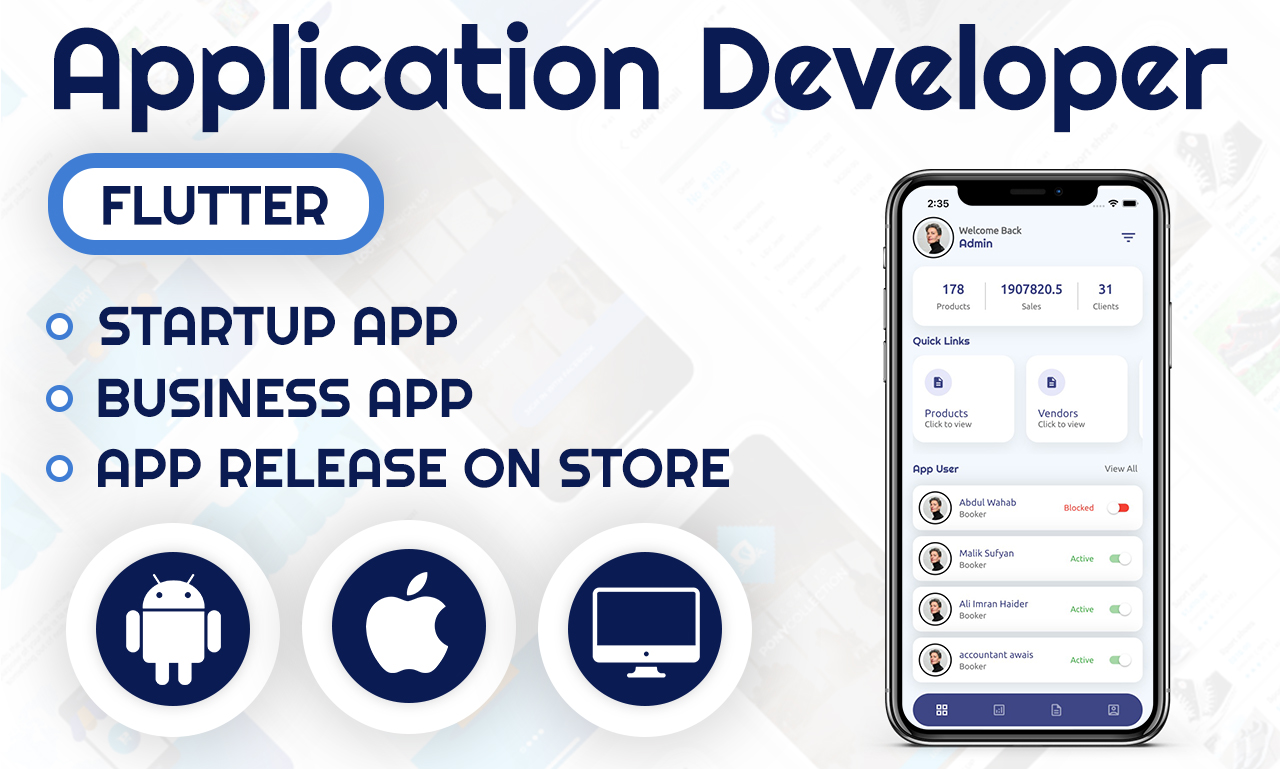 Application Developer
FLUTTER
STARTUP APP
BUSINESS APP
APP RELEASE ON STORE
2:35
Welcome Back
Admin
178 1907820.5 31
Products Sales Clients
Quick Links
Products Vendors
Click to view Click to view
App User View All
Abdul Wahab
Booker Blocked
Malik Sufyan
Booker Active
Ali Imran Haider
Booker Active
accountant awais
Booker Active